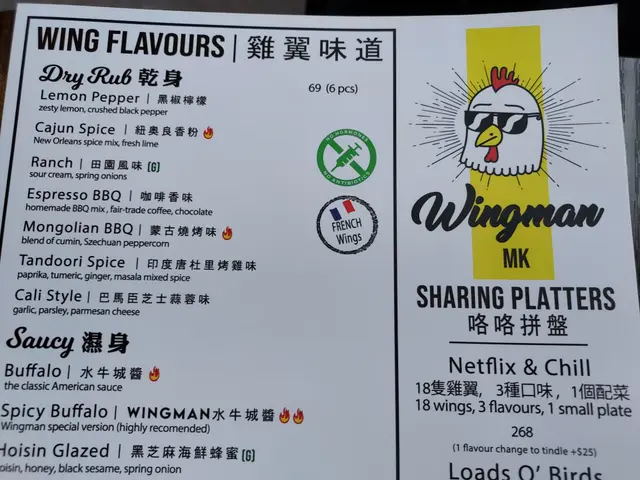 WING FLAVOURS | 雞翼味道
Dry Rub 乾身
69 (6 pcs)
Lemon Pepper | 黑椒檸檬
zesty lemon, crushed black pepper
Cajun Spice | 紐奧良香粉
New Orleans spice mix, fresh lime
Ranch | 田園風味 (G)
sour cream, spring onions
Espresso BBQ | 咖啡香味
homemade BBQ mix, fair-trade coffee, chocolate
Mongolian BBQ | 蒙古燒烤味
blend of cumin, Szechuan peppercorn
Tandoori Spice | 印度唐杜里烤雞味
paprika, tumeric, ginger, masala mixed spice
Cali Style | 巴馬臣芝士蒜蓉味
garlic, parsley, parmesan cheese
NO HORMONES
NO ANTIBIOTICS
FRENCH
Wings
Saucy 濕身
Buffalo | 水牛城醬
the classic American sauce
Spicy Buffalo | WINGMAN水牛城醬
Wingman special version (highly recomended)
Hoisin Glazed | 黑芝麻海鮮蜂蜜 (G)
oisin, honey, black sesame, spring onion
Wingman
MK
SHARING PLATTERS
咯咯拼盤
Netflix & Chill
18隻雞翼, 3種口味, 1個配菜
18 wings, 3 flavours, 1 small plate
268
(1 flavour change to tindle +$25)
Loads O' Birds